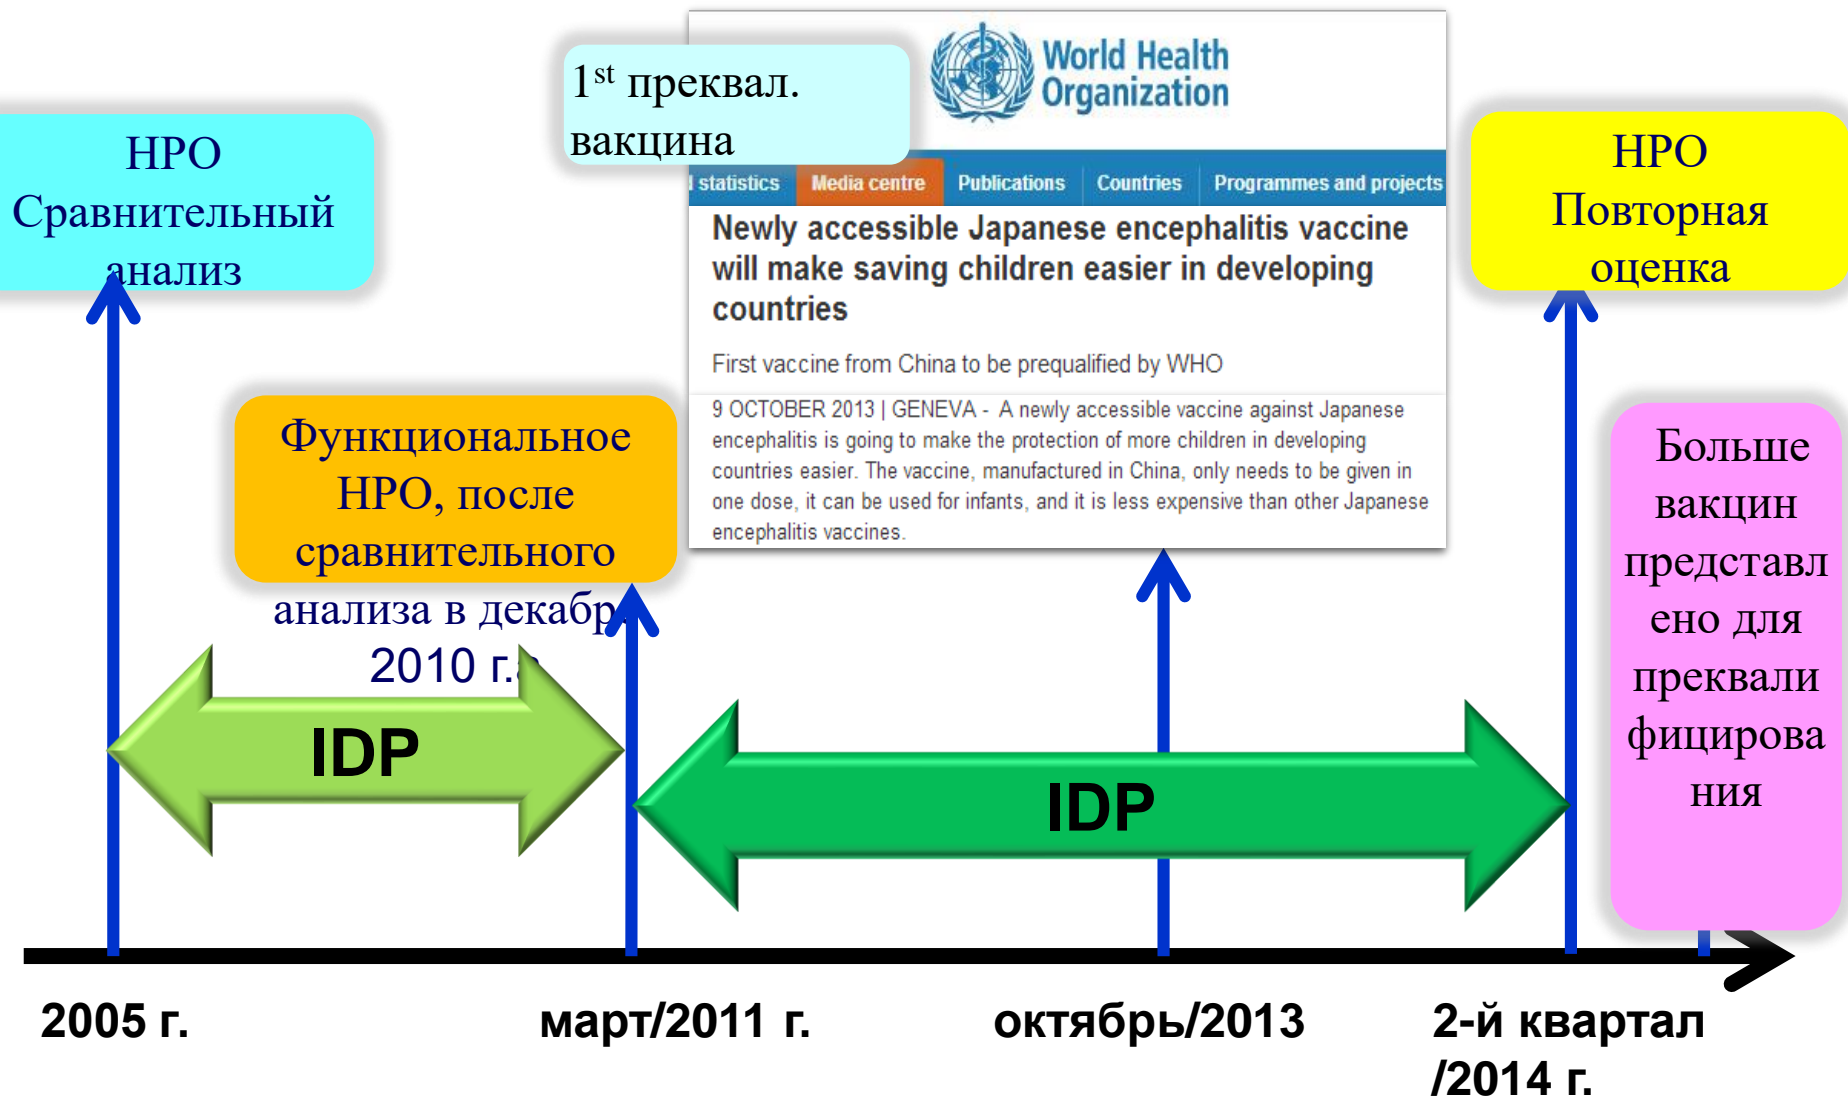 НРО
Сравнительный
анализ
1st преквал.
вакцина
World Health
Organization
statistics Media centre Publications Countries Programmes and projects
Newly accessible Japanese encephalitis vaccine
will make saving children easier in developing
countries
First vaccine from China to be prequalified by WHO
9 OCTOBER 2013 | GENEVA - A newly accessible vaccine against Japanese
encephalitis is going to make the protection of more children in developing
countries easier. The vaccine, manufactured in China, only needs to be given in
one dose, it can be used for infants, and it is less expensive than other Japanese
encephalitis vaccines.
НРО
Повторная
оценка
Функциональное
НРО, после
сравнительного
анализа в декабр
2010 г.
Больше
вакцин
представл
ено для
преквали
фицирова
ния
IDP
IDP
2005 г.
март/2011 г.
октябрь/2013
2-й квартал
/2014 г.